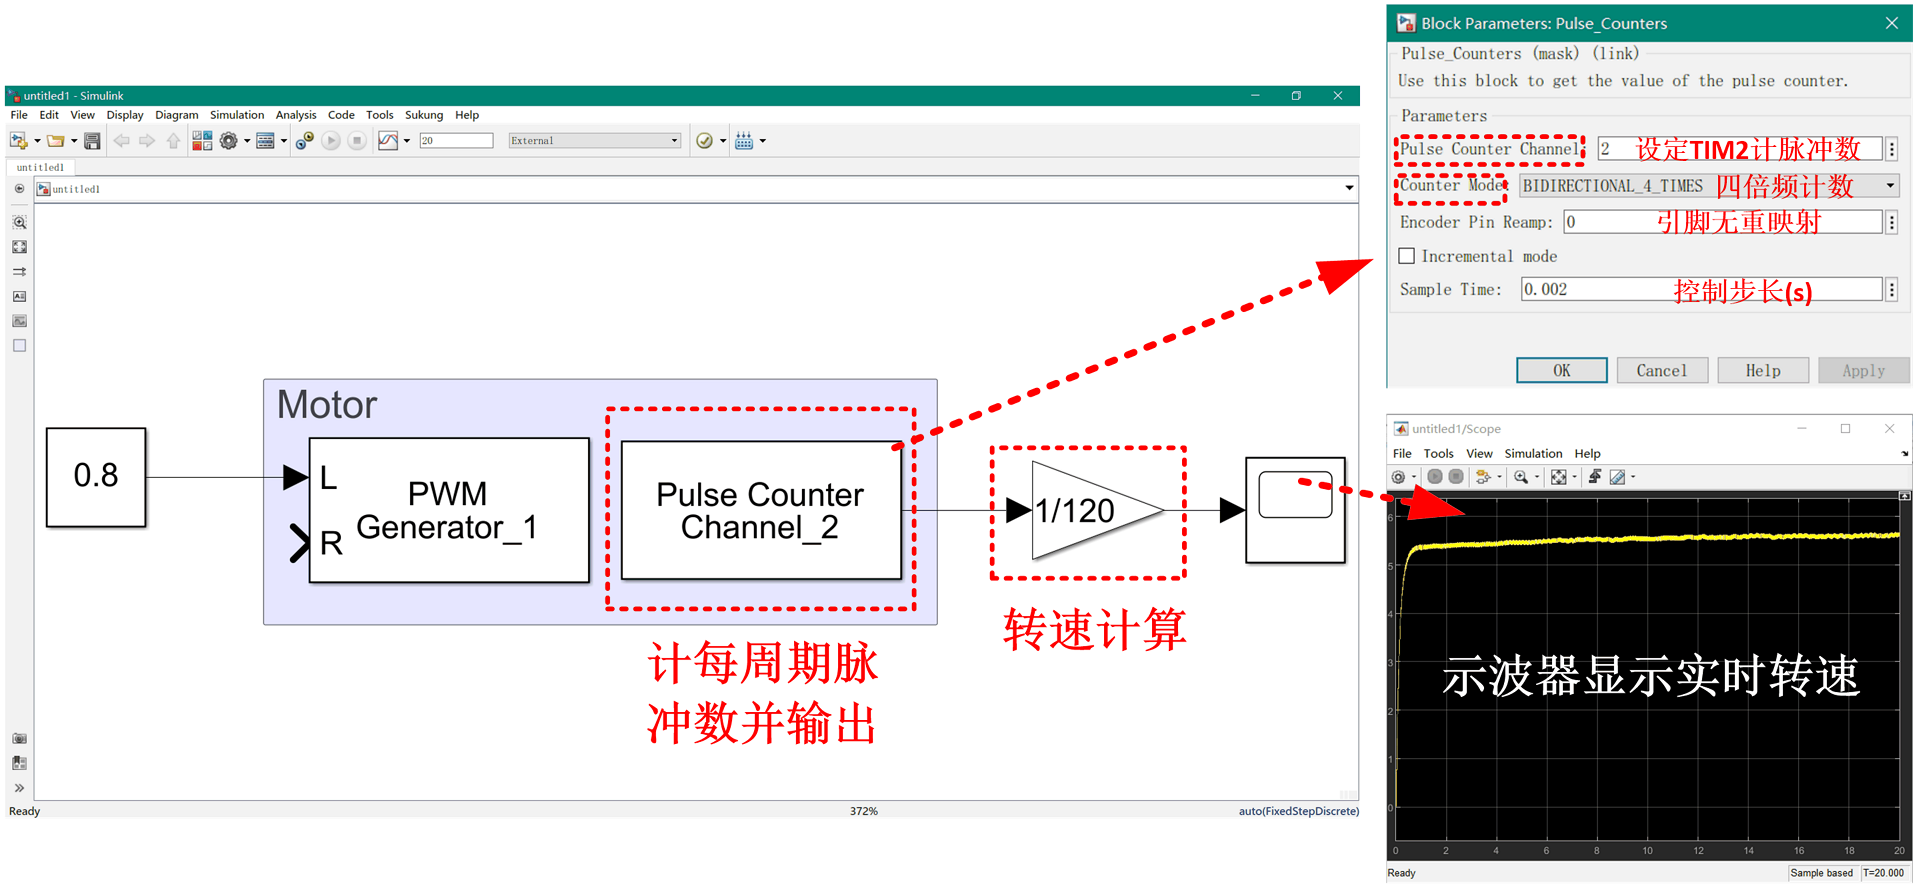 untitled1 - Simulink
File Edit View Display Diagram Simulation Analysis Code Tools Sukung Help
20 External
untitled1
untitled1
Motor
0.8
L
R
PWM
Generator_1
Pulse Counter
Channel_2
1/120
计每周期脉
冲数并输出
转速计算
Ready 372% auto(FixedStepDiscrete)
Block Parameters: Pulse_Counters
Pulse_Counters (mask) (link)
Use this block to get the value of the pulse counter.
Parameters
Pulse Counter Channel: 2 设定TIM2计脉冲数
Counter Mode: BIDIRECTIONAL_4_TIMES 四倍频计数
Encoder Pin Reamp: 0 引脚无重映射
Incremental mode
Sample Time: 0.002 控制步长(s)
OK Cancel Help Apply
untitled1/Scope
File Tools View Simulation Help
6
5
4
3
2
1
0
示波器显示实时转速
0 2 4 6 8 10 12 14 16 18 20
Ready Sample based T=20.000